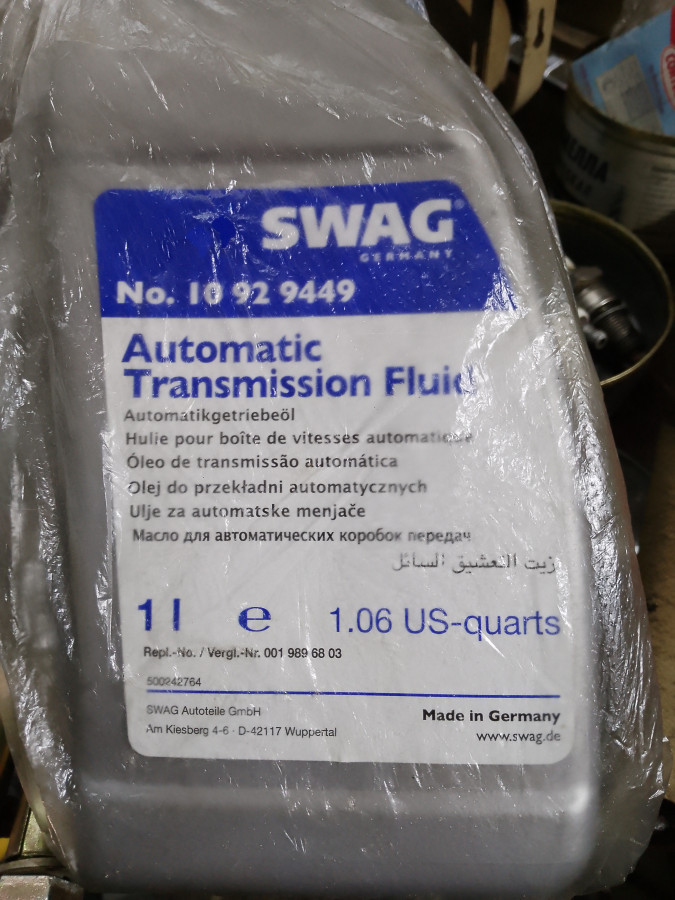 SWAG®
GERMANY
No. 10 92 9449
Automatic
Transmission Fluid
Automatikgetriebeöl
Hulie pour boîte de vitesses automatique
Óleo de transmissão automática
Olej do przekładni automatycznych
Ulje za automatske menjače
Масло для автоматических коробок передач
زيت التعشيق السائل
1 l e 1.06 US-quarts
Repl.-No. / Vergl.-Nr. 001 989 68 03
500242764
SWAG Autoteile GmbH
Am Kiesberg 4-6 · D-42117 Wuppertal
Made in Germany
www.swag.de